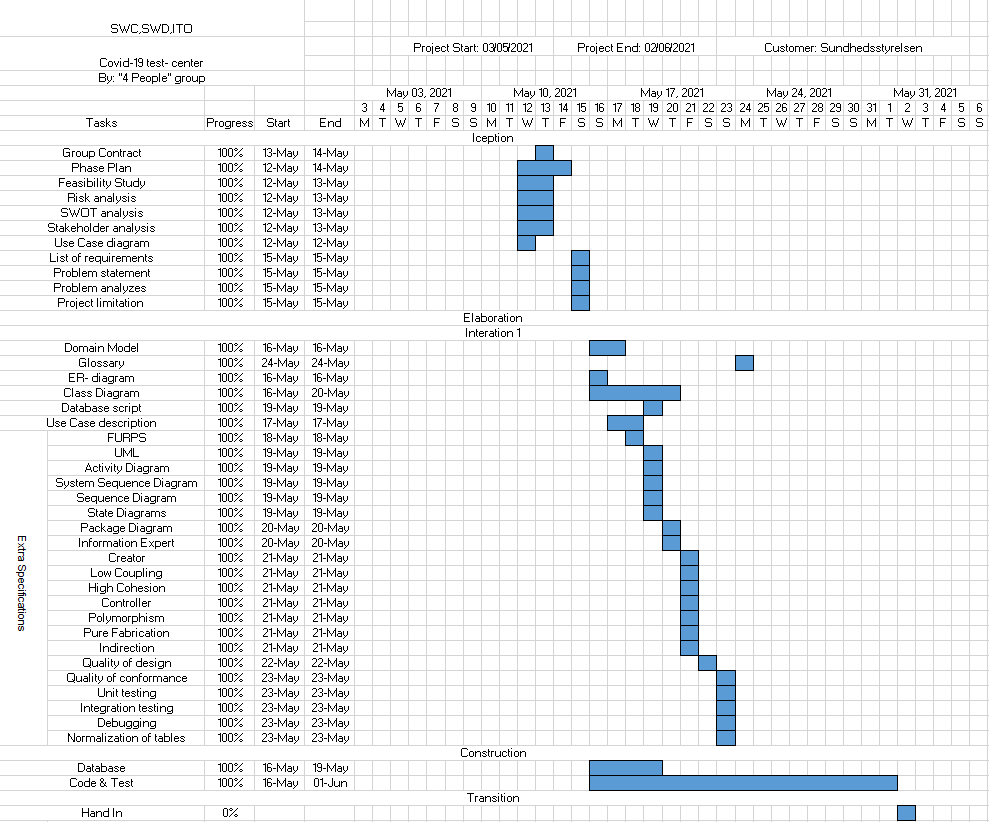 SWC,SWD,ITO
Project Start: 03/05/2021 Project End: 02/06/2021 Customer: Sundhedsstyrelsen
Covid-19 test- center
By: "4 People" group
May 03, 2021 May 10, 2021 May 17, 2021 May 24, 2021 May 31, 2021
3 4 5 6 7 8 9 10 11 12 13 14 15 16 17 18 19 20 21 22 23 24 25 26 27 28 29 30 31 1 2 3 4 5 6
Tasks Progress Start End M T W T F S S M T W T F S S M T W T F S S M T W T F S S M T W T F S S
Iception
Group Contract 100% 13-May 14-May
Phase Plan 100% 12-May 14-May
Feasibility Study 100% 12-May 13-May
Risk analysis 100% 12-May 13-May
SWOT analysis 100% 12-May 13-May
Stakeholder analysis 100% 12-May 13-May
Use Case diagram 100% 12-May 12-May
List of requirements 100% 15-May 15-May
Problem statement 100% 15-May 15-May
Problem analyzes 100% 15-May 15-May
Project limitation 100% 15-May 15-May
Elaboration
Interation 1
Domain Model 100% 16-May 16-May
Glossary 100% 24-May 24-May
ER- diagram 100% 16-May 16-May
Class Diagram 100% 16-May 20-May
Database script 100% 19-May 19-May
Use Case description 100% 17-May 17-May
Extra Specifications
FURPS 100% 18-May 18-May
UML 100% 19-May 19-May
Activity Diagram 100% 19-May 19-May
System Sequence Diagram 100% 19-May 19-May
Sequence Diagram 100% 19-May 19-May
State Diagrams 100% 19-May 19-May
Package Diagram 100% 20-May 20-May
Information Expert 100% 20-May 20-May
Creator 100% 21-May 21-May
Low Coupling 100% 21-May 21-May
High Cohesion 100% 21-May 21-May
Controller 100% 21-May 21-May
Polymorphism 100% 21-May 21-May
Pure Fabrication 100% 21-May 21-May
Indirection 100% 21-May 21-May
Quality of design 100% 22-May 22-May
Quality of conformance 100% 23-May 23-May
Unit testing 100% 23-May 23-May
Integration testing 100% 23-May 23-May
Debugging 100% 23-May 23-May
Normalization of tables 100% 23-May 23-May
Construction
Database 100% 16-May 19-May
Code & Test 100% 16-May 01-Jun
Transition
Hand In 0%